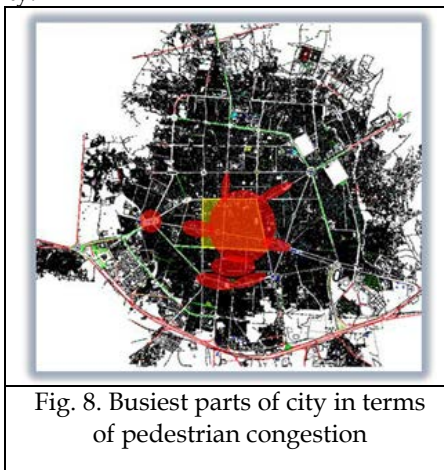 Fig. 8. Busiest parts of city in terms
of pedestrian congestion